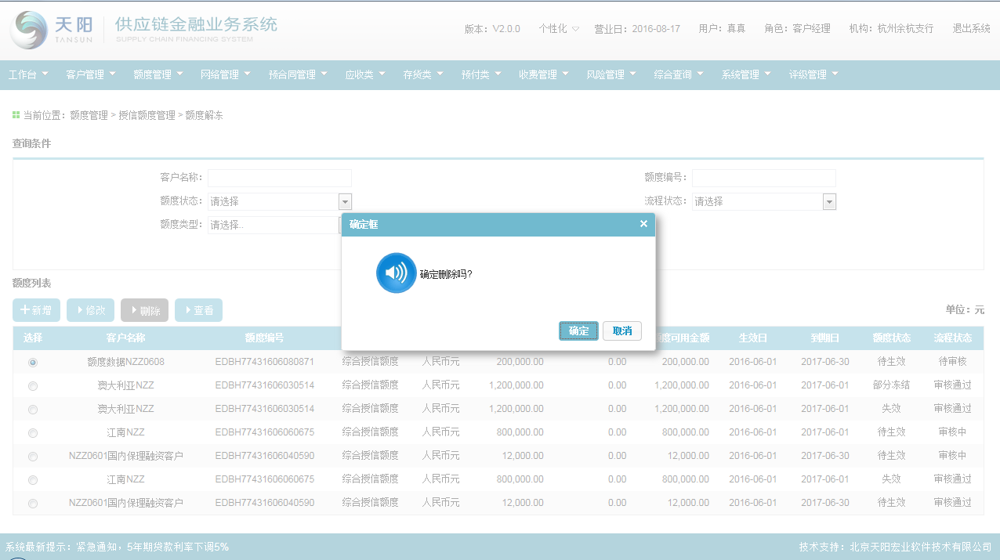 天阳 TANSUN 供应链金融业务系统 SUPPLY CHAIN FINANCING SYSTEM
版本：V2.0.0 个性化 营业日：2016-08-17 用户：真真 角色：客户经理 机构：杭州余杭支行 退出系统
工作台 客户管理 额度管理 网络管理 预合同管理 应收类 存货类 预付类 收费管理 风险管理 综合查询 系统管理 评级管理
当前位置：额度管理 > 授信额度管理 > 额度解冻
查询条件
客户名称： 额度编号：
额度状态：请选择 流程状态：请选择
额度类型：请选择..
确定框 ×
确定删除吗?
确定 取消
额度列表
新增 修改 删除 查看 单位：元
选择 客户名称 额度编号 度可用金额 生效日 到期日 额度状态 流程状态
额度数据NZZ0608 EDBH77431606080871 综合授信额度 人民币元 200,000.00 0.00 200,000.00 2016-06-01 2017-06-30 待生效 待审核
澳大利亚NZZ EDBH77431606030514 综合授信额度 人民币元 1,200,000.00 0.00 1,200,000.00 2016-06-01 2017-06-01 部分冻结 审核通过
澳大利亚NZZ EDBH77431606030514 综合授信额度 人民币元 1,200,000.00 0.00 1,200,000.00 2016-06-01 2017-06-01 失效 审核通过
江南NZZ EDBH77431606060675 综合授信额度 人民币元 800,000.00 0.00 800,000.00 2016-06-01 2017-06-01 待生效 审核中
NZZ0601国内保理融资客户 EDBH77431606040590 综合授信额度 人民币元 12,000.00 0.00 12,000.00 2016-06-01 2017-06-30 待生效 审核中
江南NZZ EDBH77431606060675 综合授信额度 人民币元 800,000.00 0.00 800,000.00 2016-06-01 2017-06-01 失效 审核通过
NZZ0601国内保理融资客户 EDBH77431606040590 综合授信额度 人民币元 12,000.00 0.00 12,000.00 2016-06-01 2017-06-30 待生效 审核通过
系统最新提示：紧急通知，5年期贷款利率下调5% 技术支持：北京天阳宏业软件技术有限公司